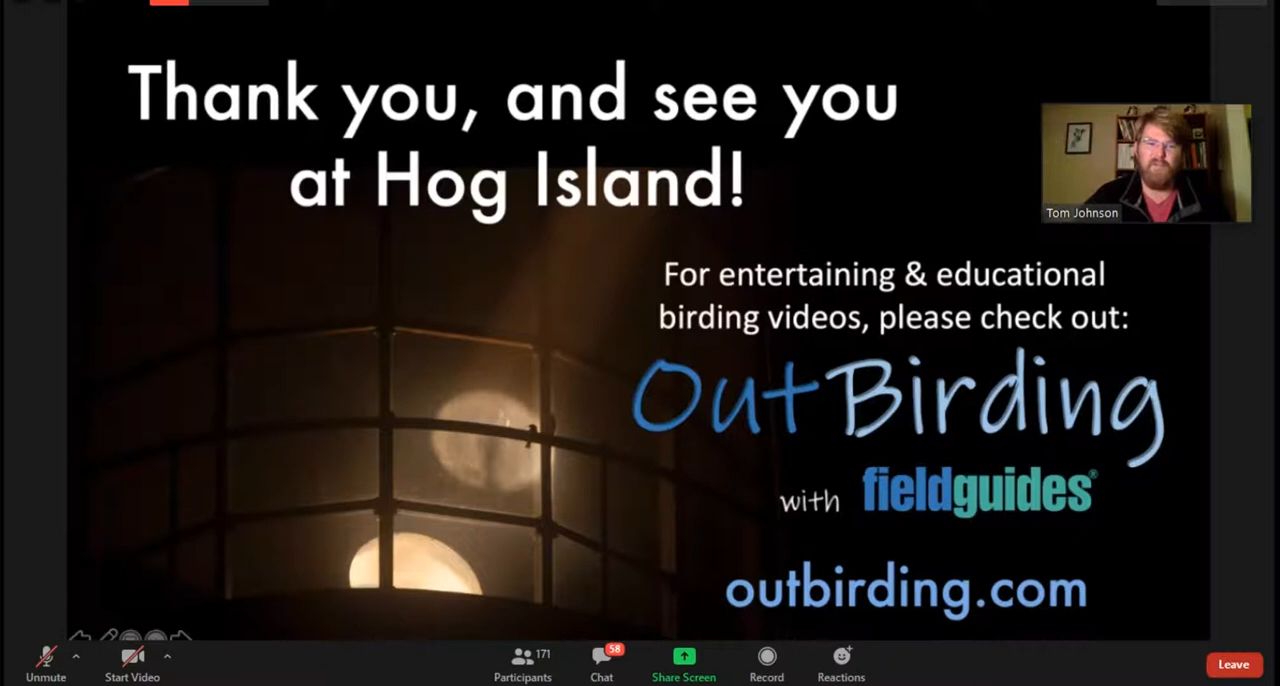 Thank you, and see you
at Hog Island!
Tom Johnson
For entertaining & educational
birding videos, please check out:
OutBirding
with fieldguides®
outbirding.com
171
58
Unmute
Start Video
Participants
Chat
Share Screen
Record
Reactions
Leave